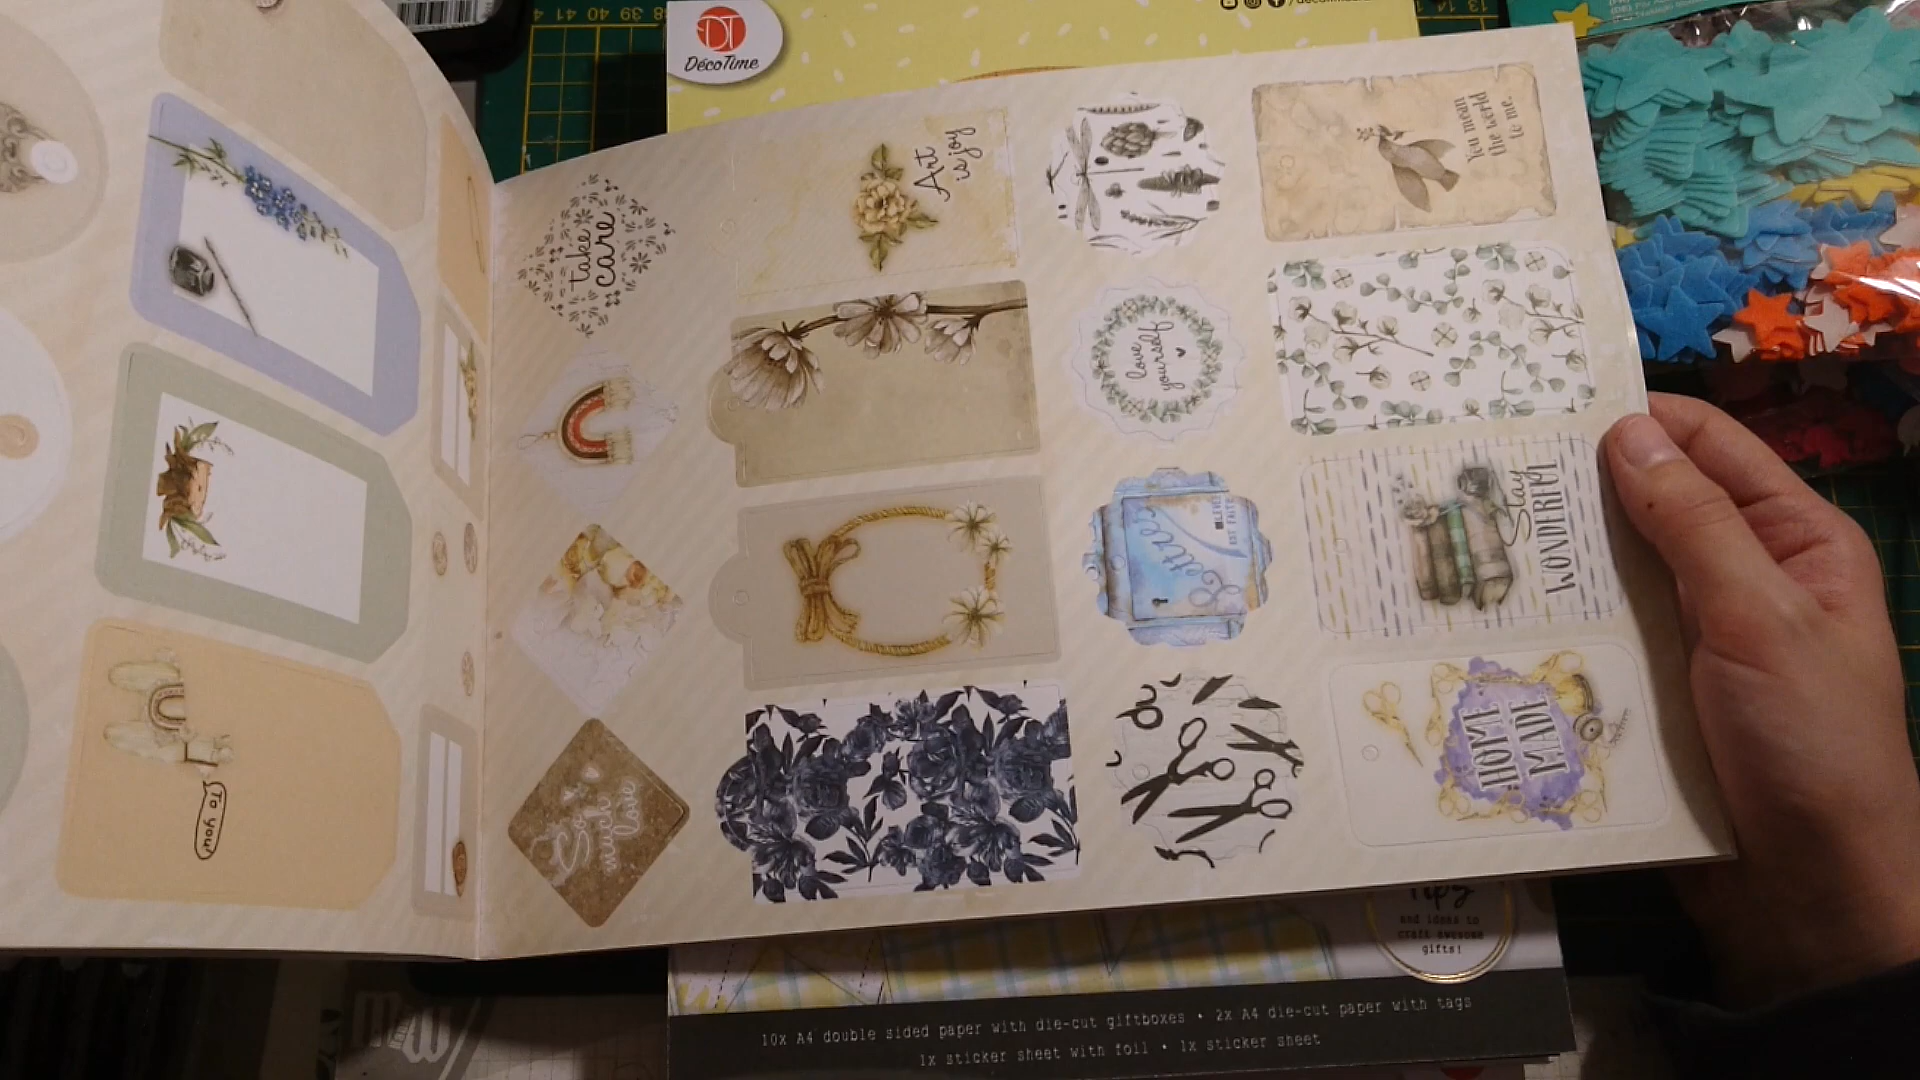 DT
DécoTime
take
care
Art
is joy
You mean
the world
to me.
love
yourself
Stay
WONDERFUL
So
much
love
HOME
MADE
To you!
Tips
and ideas to
craft awesome
gifts!
10x A4 double sided paper with die-cut giftboxes • 2x A4 die-cut paper with tags
1x sticker sheet with foil • 1x sticker sheet